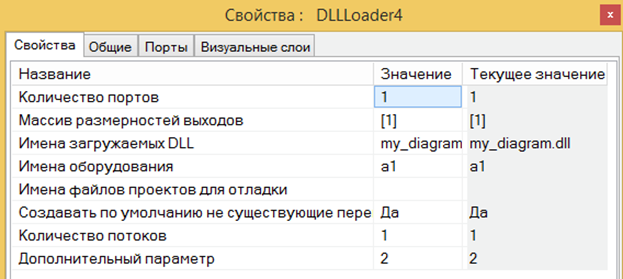 Свойства : DLLLoader4
x
Свойства Общие Порты Визуальные слои
Название Значение Текущее значение
Количество портов 1 1
Массив размерностей выходов [1] [1]
Имена загружаемых DLL my_diagram my_diagram.dll
Имена оборудования a1 a1
Имена файлов проектов для отладки
Создавать по умолчанию не существующие пере Да Да
Количество потоков 1 1
Дополнительный параметр 2 2